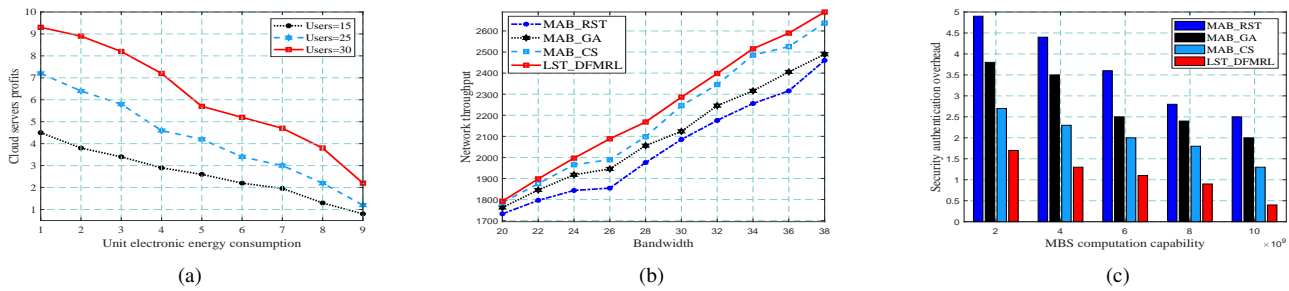 10
9
8
7
6
5
4
3
2
1
Cloud servers profits
Users=15
Users=25
Users=30
1 2 3 4 5 6 7 8 9
Unit electronic energy consumption
(a)
2600
2500
2400
2300
2200
2100
2000
1900
1800
1700
Network throughput
MAB_RST
MAB_GA
MAB_CS
LST_DFMRL
20 22 24 26 28 30 32 34 36 38
Bandwidth
(b)
5
4.5
4
3.5
3
2.5
2
1.5
1
0.5
0
Security authentication overhead
MAB_RST
MAB_GA
MAB_CS
LST_DFMRL
2 4 6 8 10
MBS computation capability
×10⁹
(c)